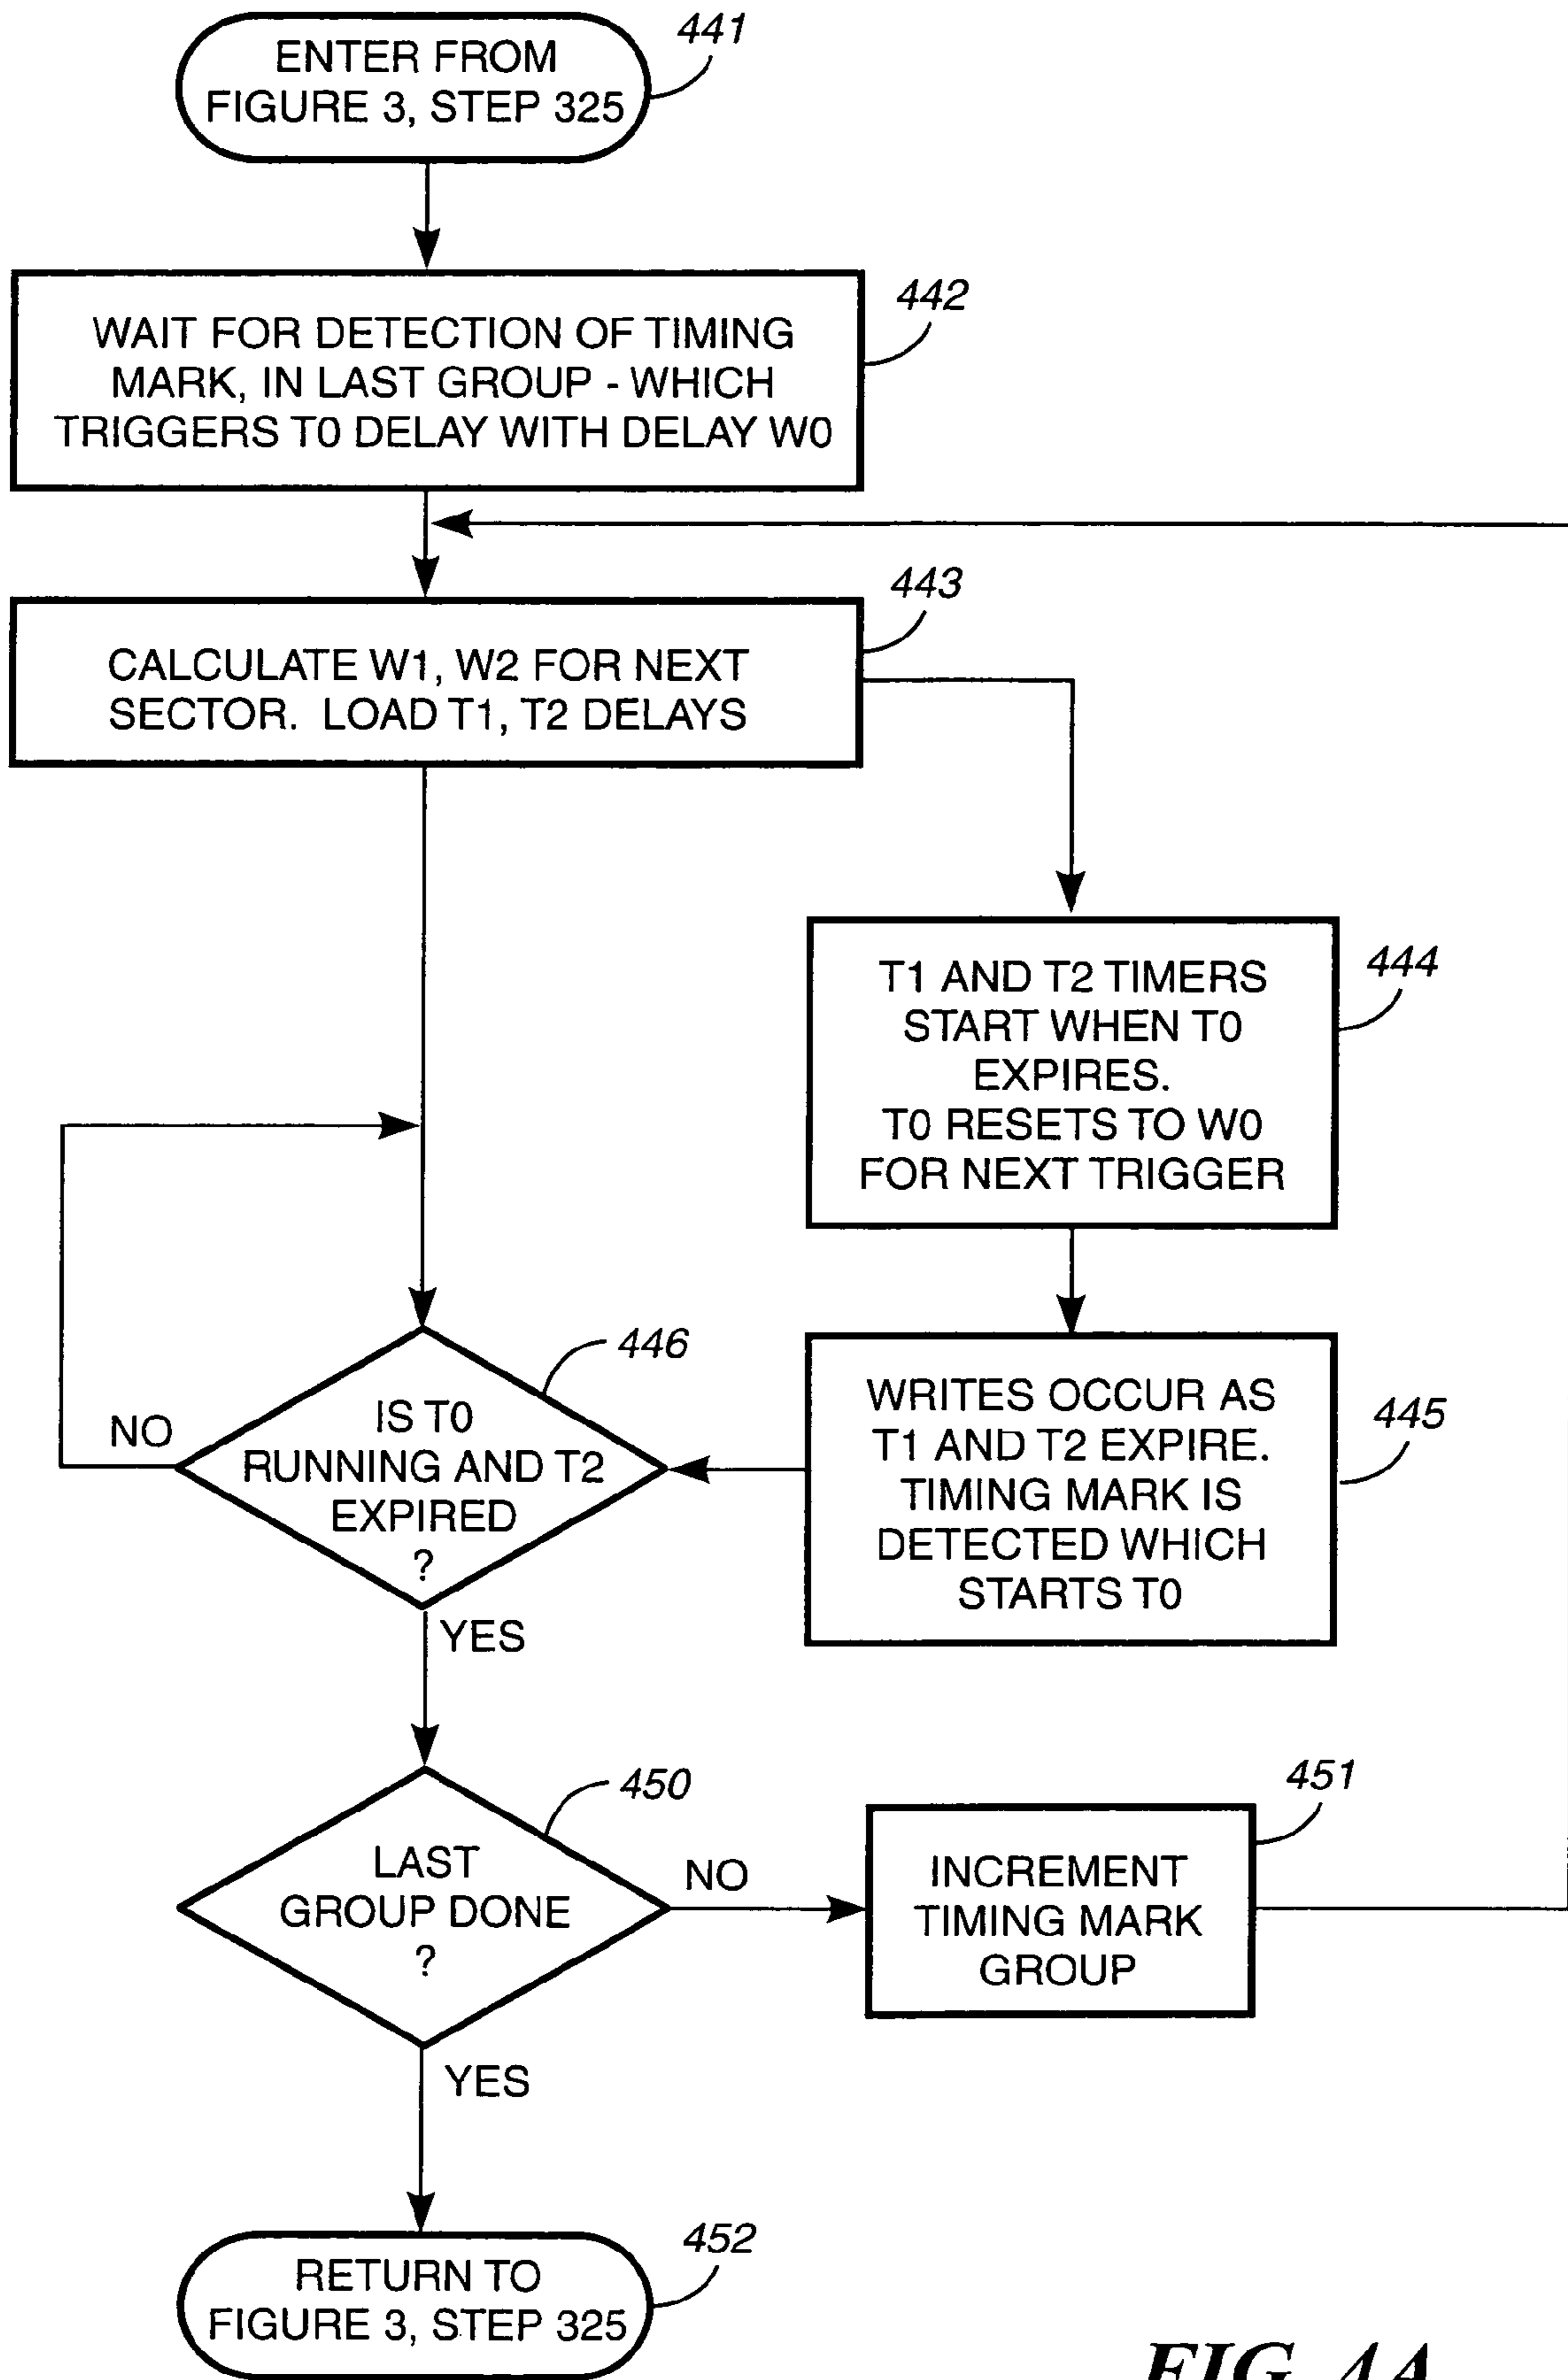 441
ENTER FROM
FIGURE 3, STEP 325
442
WAIT FOR DETECTION OF TIMING
MARK, IN LAST GROUP - WHICH
TRIGGERS T0 DELAY WITH DELAY W0
443
CALCULATE W1, W2 FOR NEXT
SECTOR. LOAD T1, T2 DELAYS
444
T1 AND T2 TIMERS
START WHEN T0
EXPIRES.
T0 RESETS TO W0
FOR NEXT TRIGGER
445
WRITES OCCUR AS
T1 AND T2 EXPIRE.
TIMING MARK IS
DETECTED WHICH
STARTS T0
446
IS T0
RUNNING AND T2
EXPIRED
?
NO
YES
450
LAST
GROUP DONE
?
NO
451
INCREMENT
TIMING MARK
GROUP
YES
452
RETURN TO
FIGURE 3, STEP 325
FIG. 4A